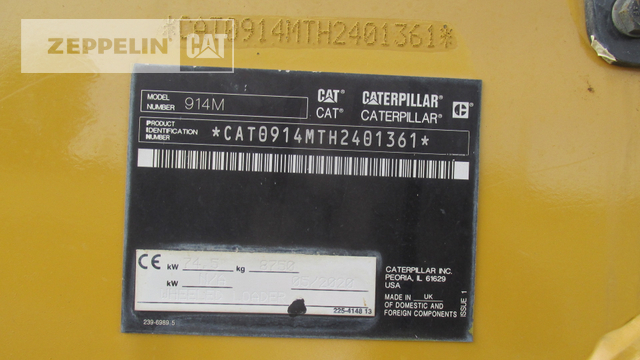 ZEPPELIN CAT
*CAT0914MTH2401361*
MODEL NUMBER 914M
CAT CATERPILLAR
CAT® CATERPILLAR®
PRODUCT IDENTIFICATION NUMBER *CAT0914MTH2401361*
CE
kW kg
kW
225-4148 13
239-6989 5
CATERPILLAR INC.
PEORIA, IL 61629
USA
MADE IN UK
OF DOMESTIC AND
FOREIGN COMPONENTS
ISSUE 1